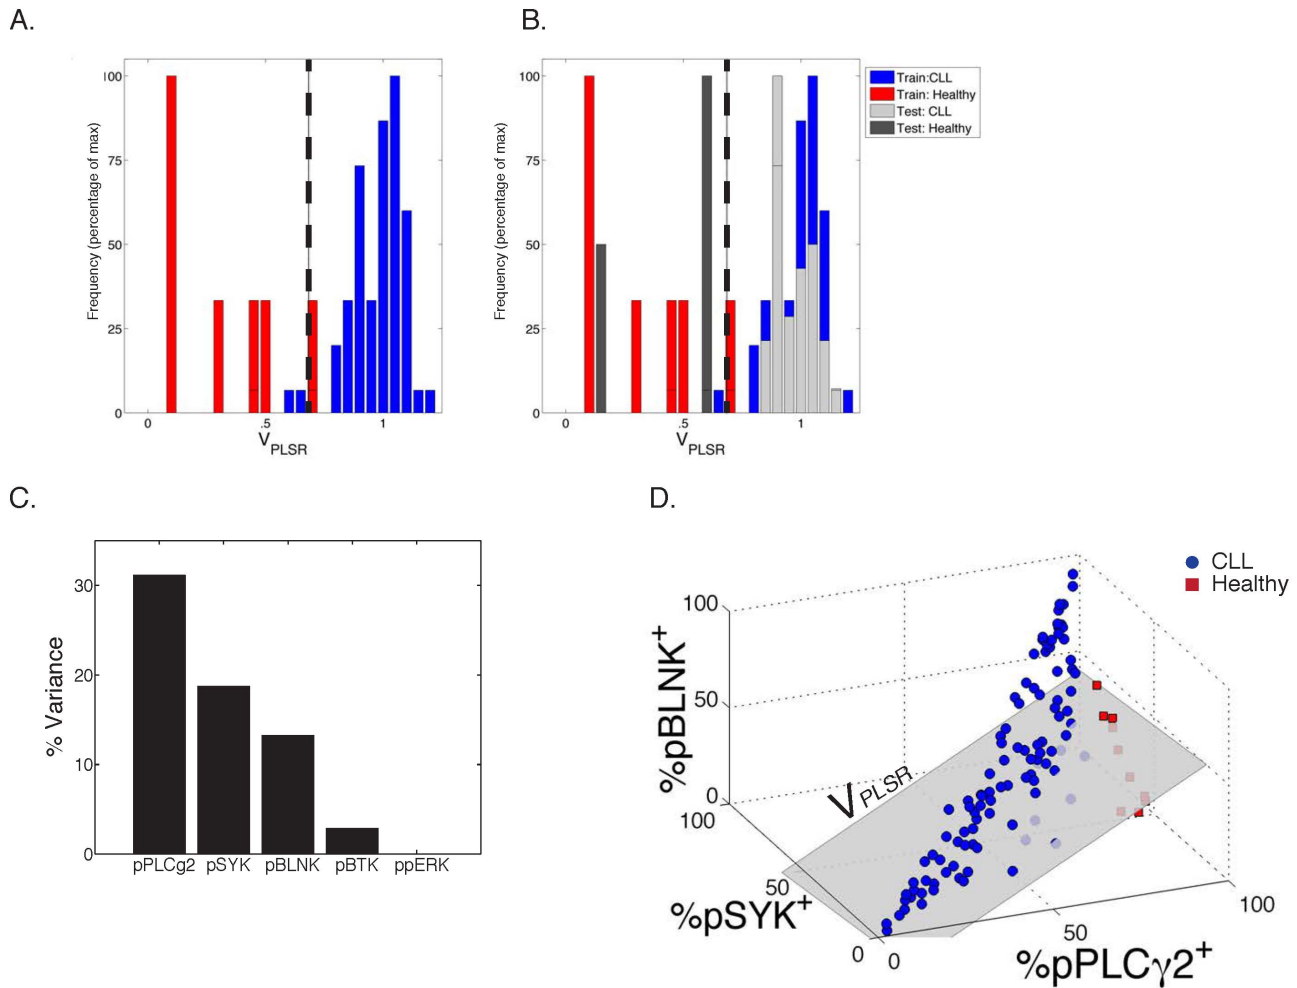 A.
Frequency (percentage of max)
100
75
50
25
0
0
.5
1
VPLSR
B.
Frequency (percentage of max)
100
75
50
25
0
0
.5
1
VPLSR
Train:CLL
Train: Healthy
Test: CLL
Test: Healthy
C.
% Variance
30
20
10
0
pPLCg2
pSYK
pBLNK
pBTK
ppERK
D.
CLL
Healthy
%pBLNK+
100
50
0
VPLSR
100
50
0
%pSYK+
0
50
100
%pPLCγ2+